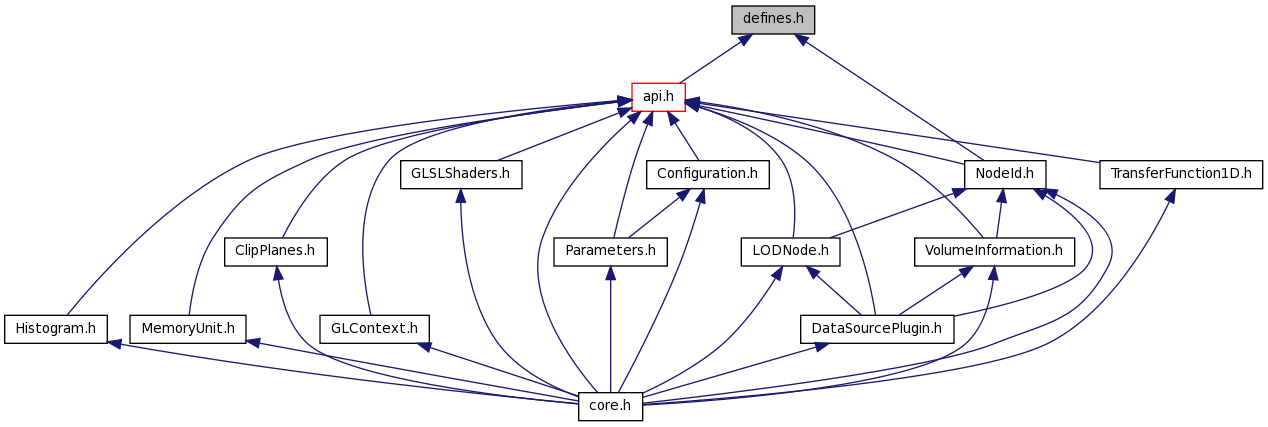 defines.h
api.h
GLSLShaders.h
Configuration.h
NodeId.h
TransferFunction1D.h
ClipPlanes.h
Parameters.h
LODNode.h
VolumeInformation.h
Histogram.h
MemoryUnit.h
GLContext.h
DataSourcePlugin.h
core.h